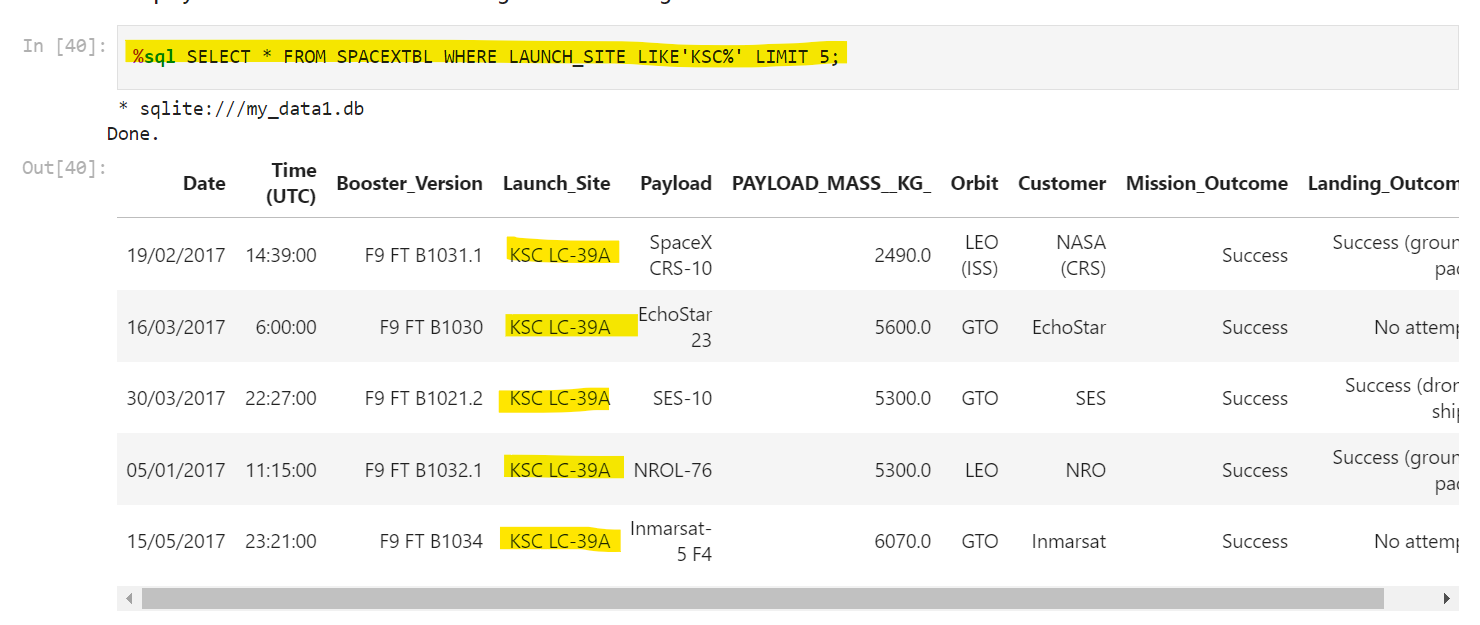 In [40]: %sql SELECT * FROM SPACEXTBL WHERE LAUNCH_SITE LIKE'KSC%' LIMIT 5;
* sqlite:///my_data1.db
Done.
Out[40]:
Date Time (UTC) Booster_Version Launch_Site Payload PAYLOAD_MASS__KG_ Orbit Customer Mission_Outcome Landing_Outcom
19/02/2017 14:39:00 F9 FT B1031.1 KSC LC-39A SpaceX CRS-10 2490.0 LEO (ISS) NASA (CRS) Success Success (groun pac
16/03/2017 6:00:00 F9 FT B1030 KSC LC-39A EchoStar 23 5600.0 GTO EchoStar Success No attemp
30/03/2017 22:27:00 F9 FT B1021.2 KSC LC-39A SES-10 5300.0 GTO SES Success Success (dron ship
05/01/2017 11:15:00 F9 FT B1032.1 KSC LC-39A NROL-76 5300.0 LEO NRO Success Success (groun pac
15/05/2017 23:21:00 F9 FT B1034 KSC LC-39A Inmarsat-5 F4 6070.0 GTO Inmarsat Success No attemp